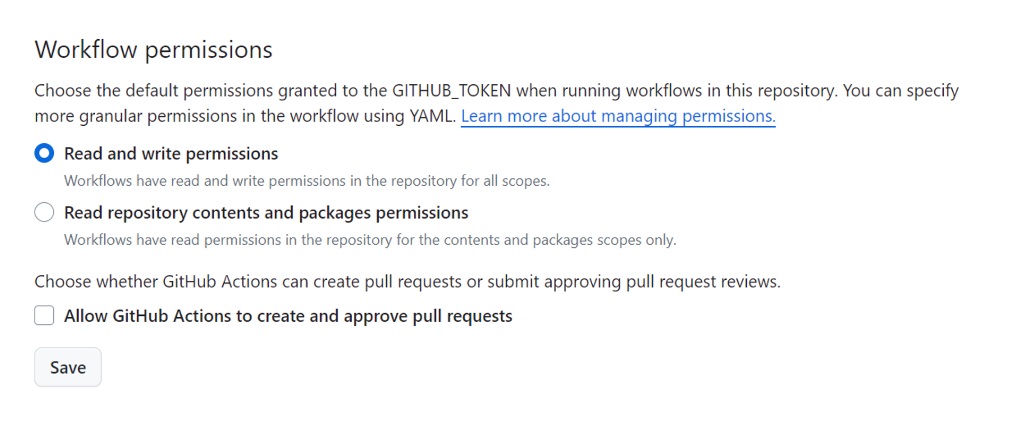 Workflow permissions
Choose the default permissions granted to the GITHUB_TOKEN when running workflows in this repository. You can specify
more granular permissions in the workflow using YAML. Learn more about managing permissions.
Read and write permissions
Workflows have read and write permissions in the repository for all scopes.
Read repository contents and packages permissions
Workflows have read permissions in the repository for the contents and packages scopes only.
Choose whether GitHub Actions can create pull requests or submit approving pull request reviews.
Allow GitHub Actions to create and approve pull requests
Save